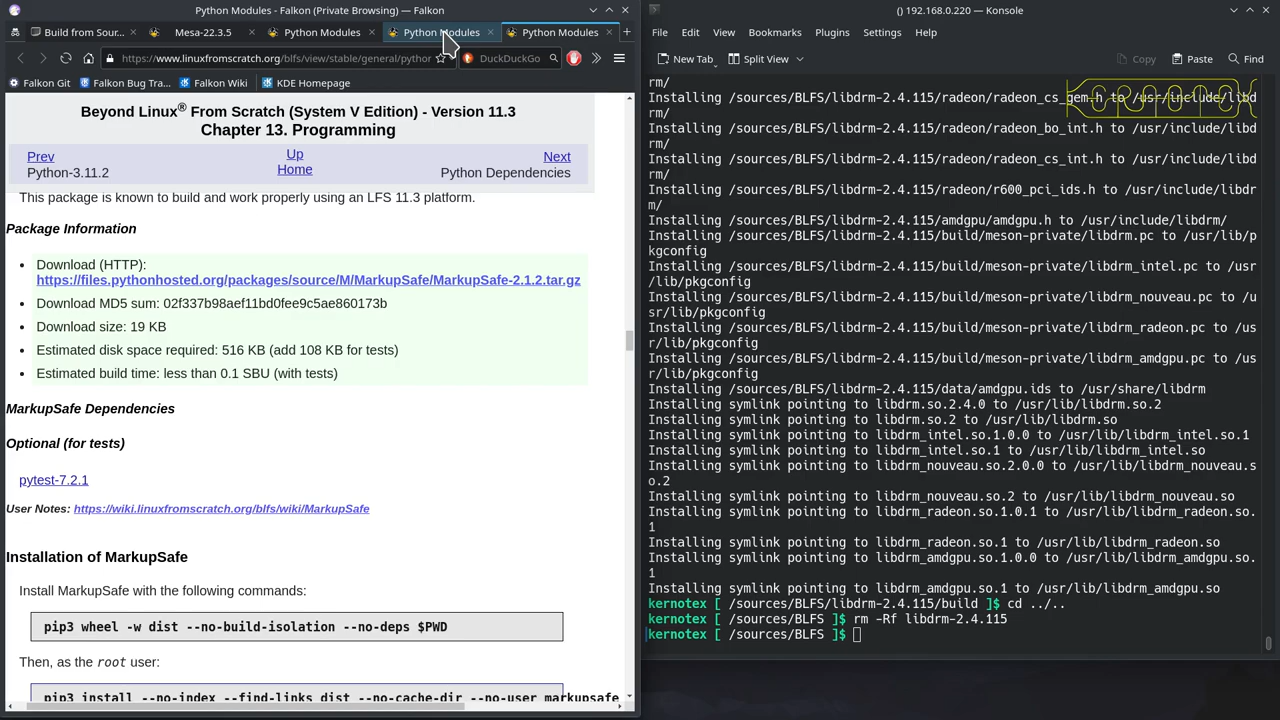 Python Modules - Falkon (Private Browsing) — Falkon
Build from Sour...
Mesa-22.3.5
Python Modules
Python Modules
Python Modules
https://www.linuxfromscratch.org/blfs/view/stable/general/python
DuckDuckGo
Falkon Git
Falkon Bug Tra...
Falkon Wiki
KDE Homepage
Beyond Linux® From Scratch (System V Edition) - Version 11.3
Chapter 13. Programming
Prev
Up
Next
Python-3.11.2
Home
Python Dependencies
This package is known to build and work properly using an LFS 11.3 platform.
Package Information
Download (HTTP):
https://files.pythonhosted.org/packages/source/M/MarkupSafe/MarkupSafe-2.1.2.tar.gz
Download MD5 sum: 02f337b98aef11bd0fee9c5ae860173b
Download size: 19 KB
Estimated disk space required: 516 KB (add 108 KB for tests)
Estimated build time: less than 0.1 SBU (with tests)
MarkupSafe Dependencies
Optional (for tests)
pytest-7.2.1
User Notes: https://wiki.linuxfromscratch.org/blfs/wiki/MarkupSafe
Installation of MarkupSafe
Install MarkupSafe with the following commands:
pip3 wheel -w dist --no-build-isolation --no-deps $PWD
Then, as the root user:
pip3 install --no-index --find-links dist --no-cache-dir --no-user markupsafe
() 192.168.0.220 — Konsole
File Edit View Bookmarks Plugins Settings Help
New Tab
Split View
Copy
Paste
Find
rm/
Installing /sources/BLFS/libdrm-2.4.115/radeon/radeon_cs_gem.h to /usr/include/libd
rm/
Installing /sources/BLFS/libdrm-2.4.115/radeon/radeon_bo_int.h to /usr/include/libd
rm/
Installing /sources/BLFS/libdrm-2.4.115/radeon/radeon_cs_int.h to /usr/include/libd
rm/
Installing /sources/BLFS/libdrm-2.4.115/radeon/r600_pci_ids.h to /usr/include/libdr
m/
Installing /sources/BLFS/libdrm-2.4.115/amdgpu/amdgpu.h to /usr/include/libdrm/
Installing /sources/BLFS/libdrm-2.4.115/build/meson-private/libdrm.pc to /usr/lib/p
kgconfig
Installing /sources/BLFS/libdrm-2.4.115/build/meson-private/libdrm_intel.pc to /usr
/lib/pkgconfig
Installing /sources/BLFS/libdrm-2.4.115/build/meson-private/libdrm_nouveau.pc to /u
sr/lib/pkgconfig
Installing /sources/BLFS/libdrm-2.4.115/build/meson-private/libdrm_radeon.pc to /us
r/lib/pkgconfig
Installing /sources/BLFS/libdrm-2.4.115/build/meson-private/libdrm_amdgpu.pc to /us
r/lib/pkgconfig
Installing /sources/BLFS/libdrm-2.4.115/data/amdgpu.ids to /usr/share/libdrm
Installing symlink pointing to libdrm.so.2.4.0 to /usr/lib/libdrm.so.2
Installing symlink pointing to libdrm.so.2 to /usr/lib/libdrm.so
Installing symlink pointing to libdrm_intel.so.1.0.0 to /usr/lib/libdrm_intel.so.1
Installing symlink pointing to libdrm_intel.so.1 to /usr/lib/libdrm_intel.so
Installing symlink pointing to libdrm_nouveau.so.2.0.0 to /usr/lib/libdrm_nouveau.s
o.2
Installing symlink pointing to libdrm_nouveau.so.2 to /usr/lib/libdrm_nouveau.so
Installing symlink pointing to libdrm_radeon.so.1.0.1 to /usr/lib/libdrm_radeon.so.
1
Installing symlink pointing to libdrm_radeon.so.1 to /usr/lib/libdrm_radeon.so
Installing symlink pointing to libdrm_amdgpu.so.1.0.0 to /usr/lib/libdrm_amdgpu.so.
1
Installing symlink pointing to libdrm_amdgpu.so.1 to /usr/lib/libdrm_amdgpu.so
kernotex [ /sources/BLFS/libdrm-2.4.115/build ]$ cd ../..
kernotex [ /sources/BLFS ]$ rm -Rf libdrm-2.4.115
kernotex [ /sources/BLFS ]$